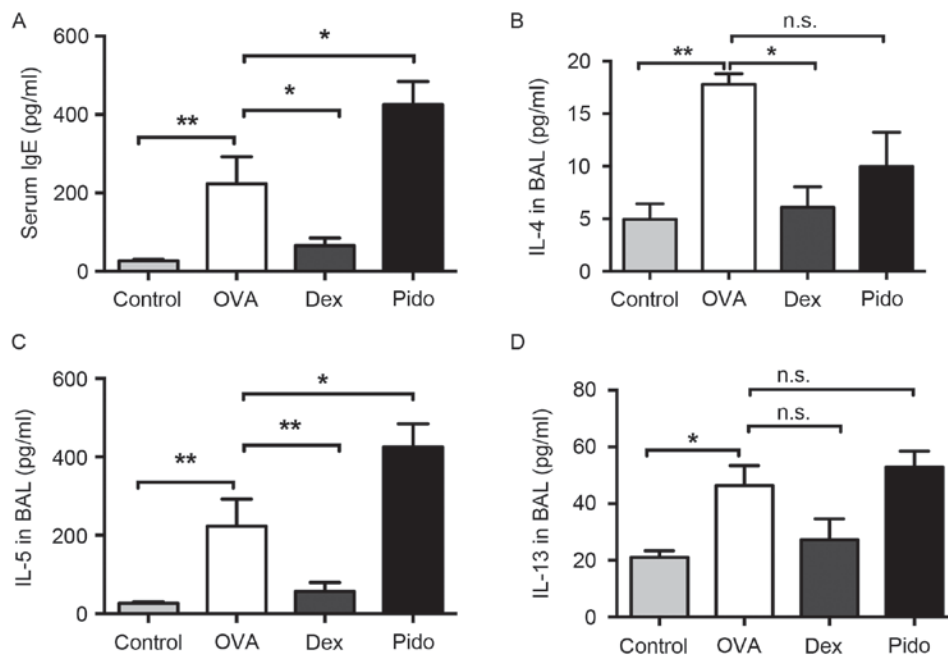 A
Serum IgE (pg/ml)
600
400
200
0
**
*
*
Control OVA Dex Pido
B
IL-4 in BAL (pg/ml)
20
15
10
5
0
n.s.
** *
Control OVA Dex Pido
C
IL-5 in BAL (pg/ml)
600
400
200
0
*
**
**
Control OVA Dex Pido
D
IL-13 in BAL (pg/ml)
80
60
40
20
0
n.s.
n.s.
*
Control OVA Dex Pido